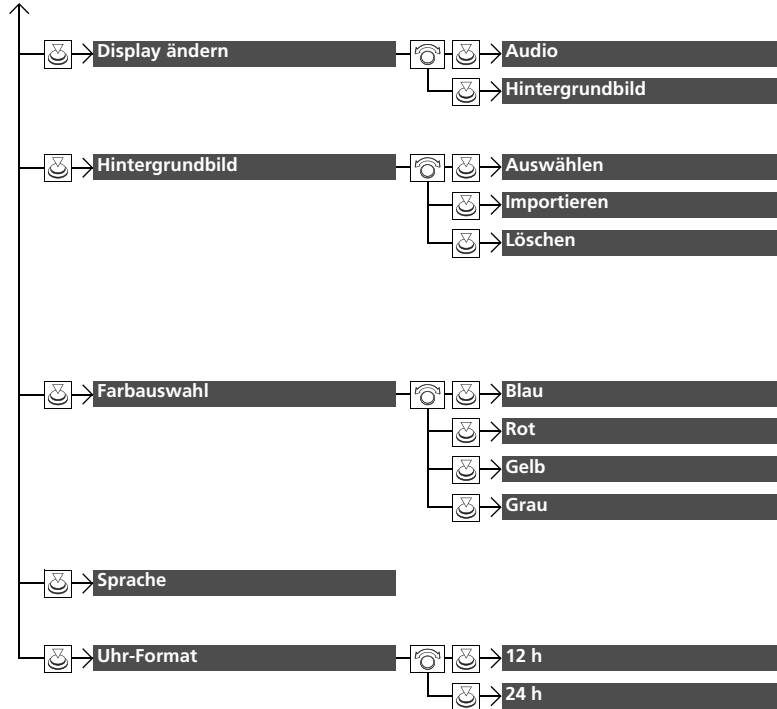 Display ändern
Audio
Hintergrundbild
Hintergrundbild
Auswählen
Importieren
Löschen
Farbauswahl
Blau
Rot
Gelb
Grau
Sprache
Uhr-Format
12 h
24 h